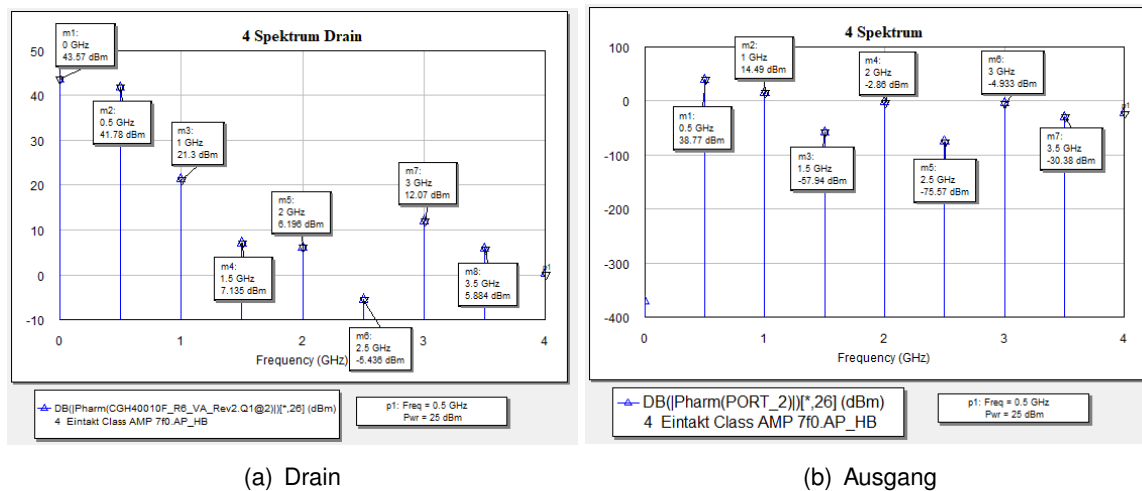 4 Spektrum Drain
m1:
0 GHz
43.57 dBm
m2:
0.5 GHz
41.78 dBm
m3:
1 GHz
21.3 dBm
m4:
1.5 GHz
7.135 dBm
m5:
2 GHz
6.196 dBm
m6:
2.5 GHz
-5.436 dBm
m7:
3 GHz
12.07 dBm
m8:
3.5 GHz
5.884 dBm
p1
50
40
30
20
10
0
-10
0 1 2 3 4
Frequency (GHz)
DB(|Pharm(CGH40010F_R6_VA_Rev2.Q1@2)|)[*,26] (dBm)
4 Eintakt Class AMP 7f0.AP_HB
p1: Freq = 0.5 GHz
Pwr = 25 dBm
(a) Drain
4 Spektrum
m1:
0.5 GHz
38.77 dBm
m2:
1 GHz
14.49 dBm
m3:
1.5 GHz
-57.94 dBm
m4:
2 GHz
-2.86 dBm
m5:
2.5 GHz
-75.57 dBm
m6:
3 GHz
-4.933 dBm
m7:
3.5 GHz
-30.38 dBm
p1
100
0
-100
-200
-300
-400
0 1 2 3 4
Frequency (GHz)
DB(|Pharm(PORT_2)|)[*,26] (dBm)
4 Eintakt Class AMP 7f0.AP_HB
p1: Freq = 0.5 GHz
Pwr = 25 dBm
(b) Ausgang